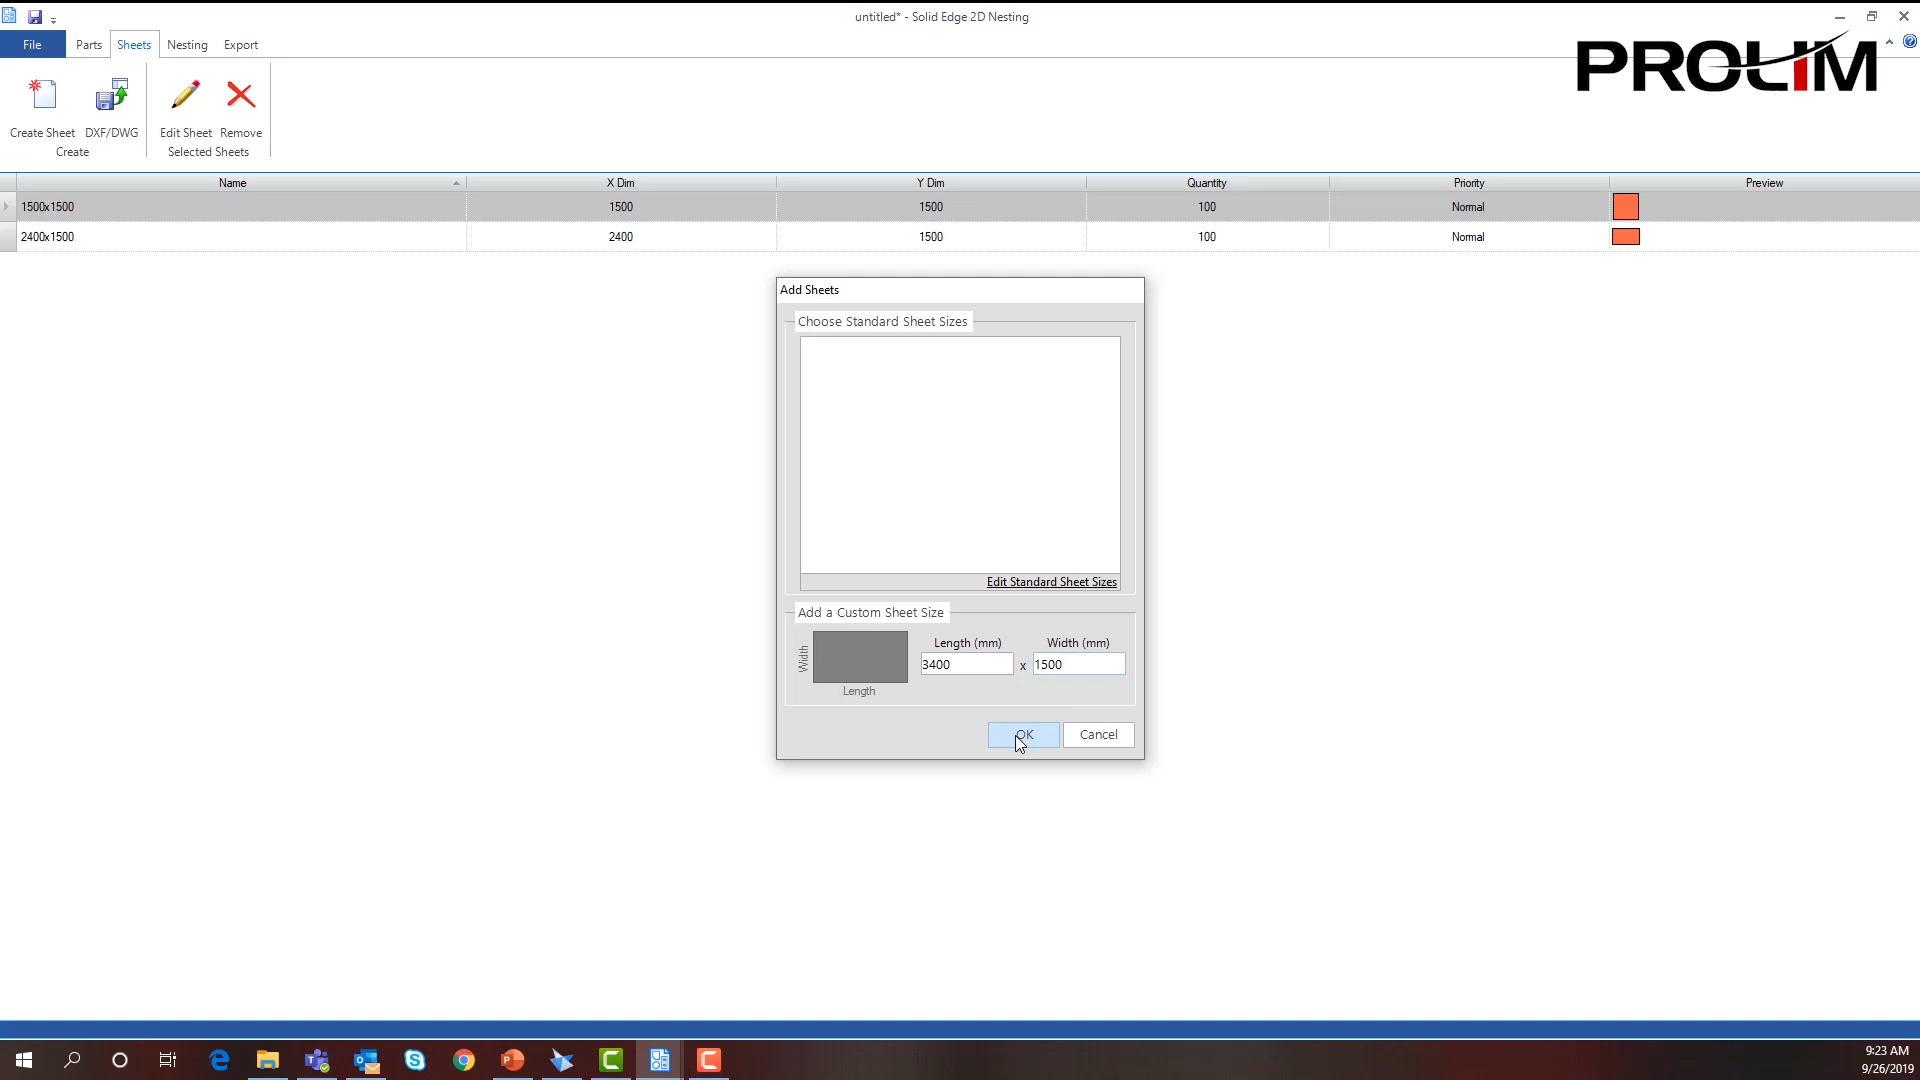 untitled* - Solid Edge 2D Nesting
File Parts Sheets Nesting Export
PROLIM
Create Sheet DXF/DWG Edit Sheet Remove
Create Selected Sheets
Name X Dim Y Dim Quantity Priority Preview
1500x1500 1500 1500 100 Normal
2400x1500 2400 1500 100 Normal
Add Sheets
Choose Standard Sheet Sizes
Edit Standard Sheet Sizes
Add a Custom Sheet Size
Width
Length
Length (mm) Width (mm)
3400 x 1500
OK Cancel
9:23 AM
9/26/2019